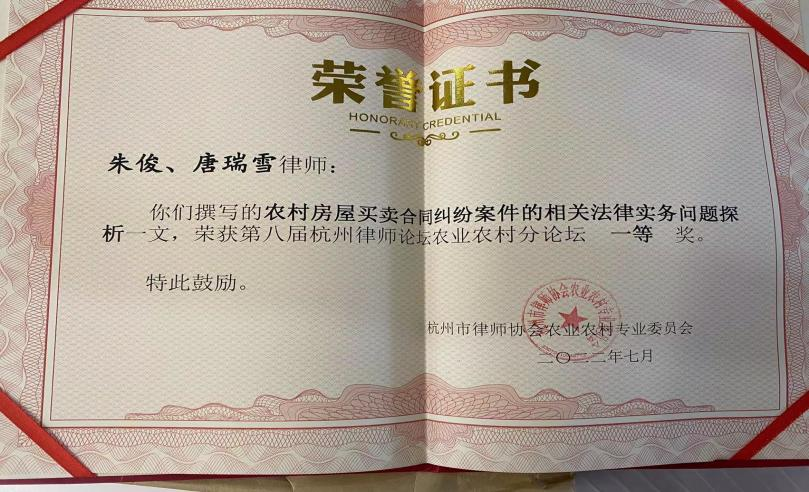 荣誉证书
HONORARY CREDENTIAL
朱俊、唐瑞雪律师：
你们撰写的农村房屋买卖合同纠纷案件的相关法律实务问题探
析一文，荣获第八届杭州律师论坛农业农村分论坛 一等 奖。
特此鼓励。
杭州市律师协会农业农村专业委员会
二〇二二年七月